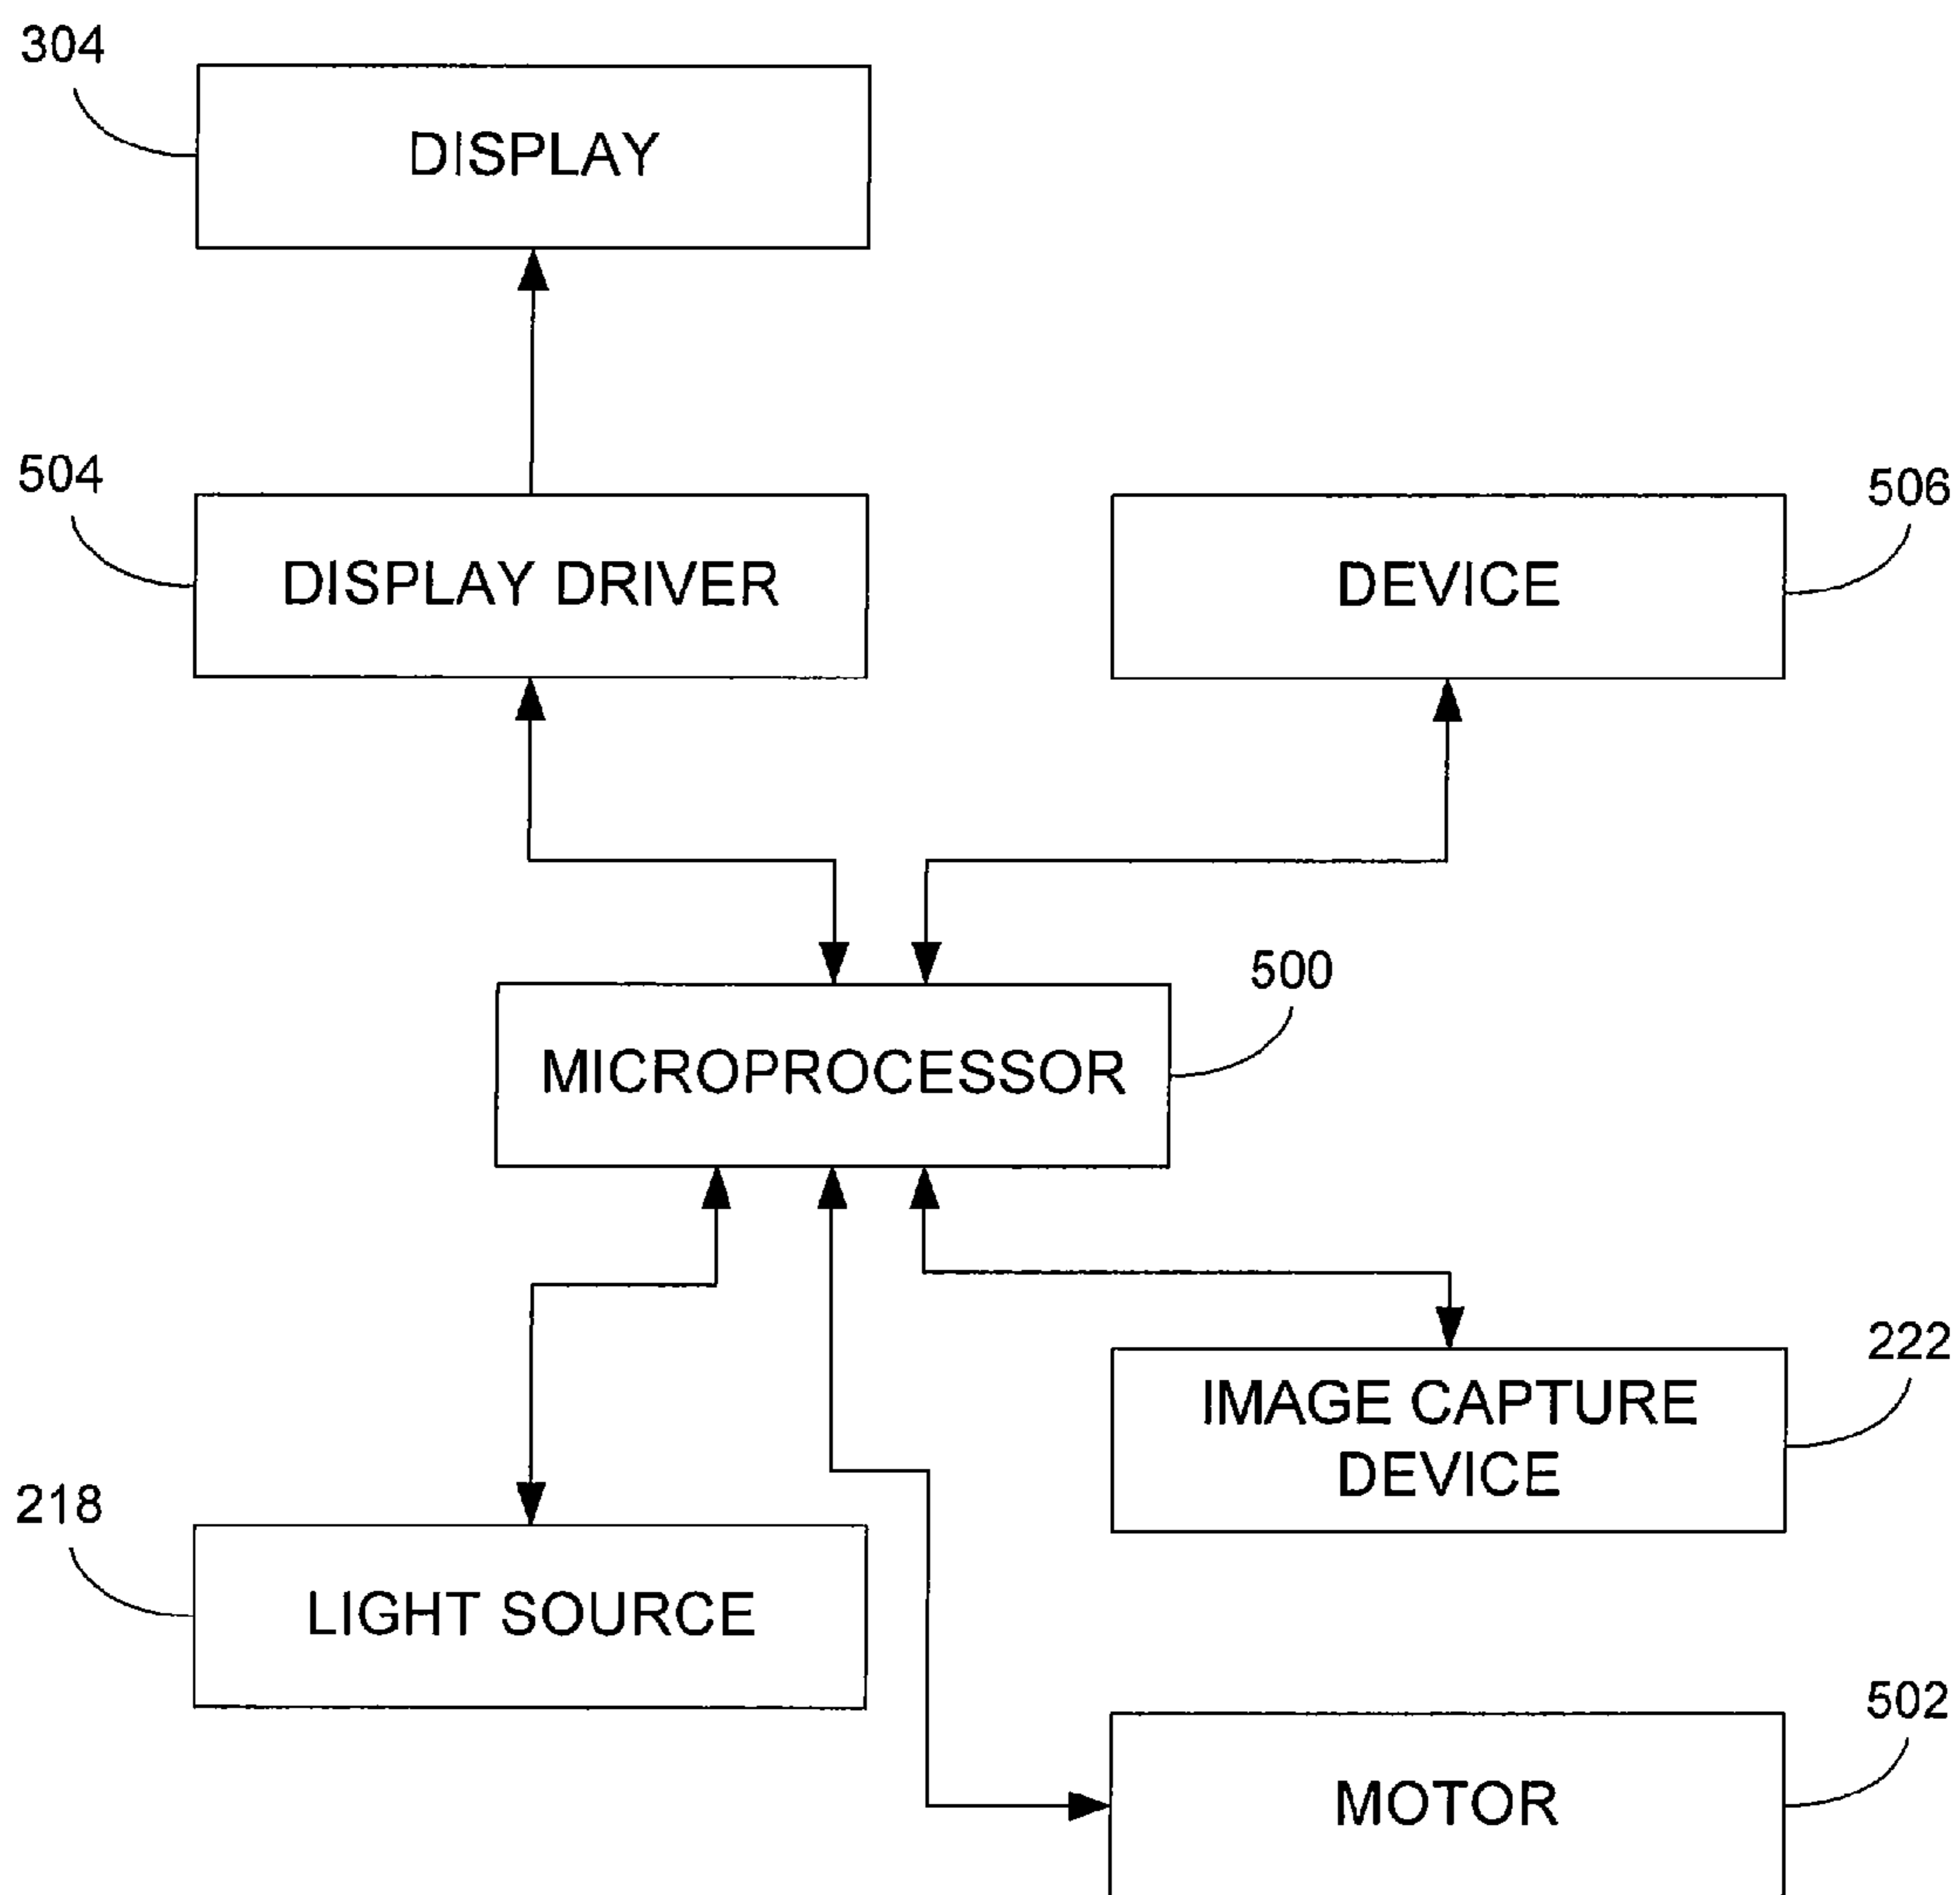 304
DISPLAY
504
DISPLAY DRIVER
506
DEVICE
500
MICROPROCESSOR
222
IMAGE CAPTURE
DEVICE
218
LIGHT SOURCE
502
MOTOR